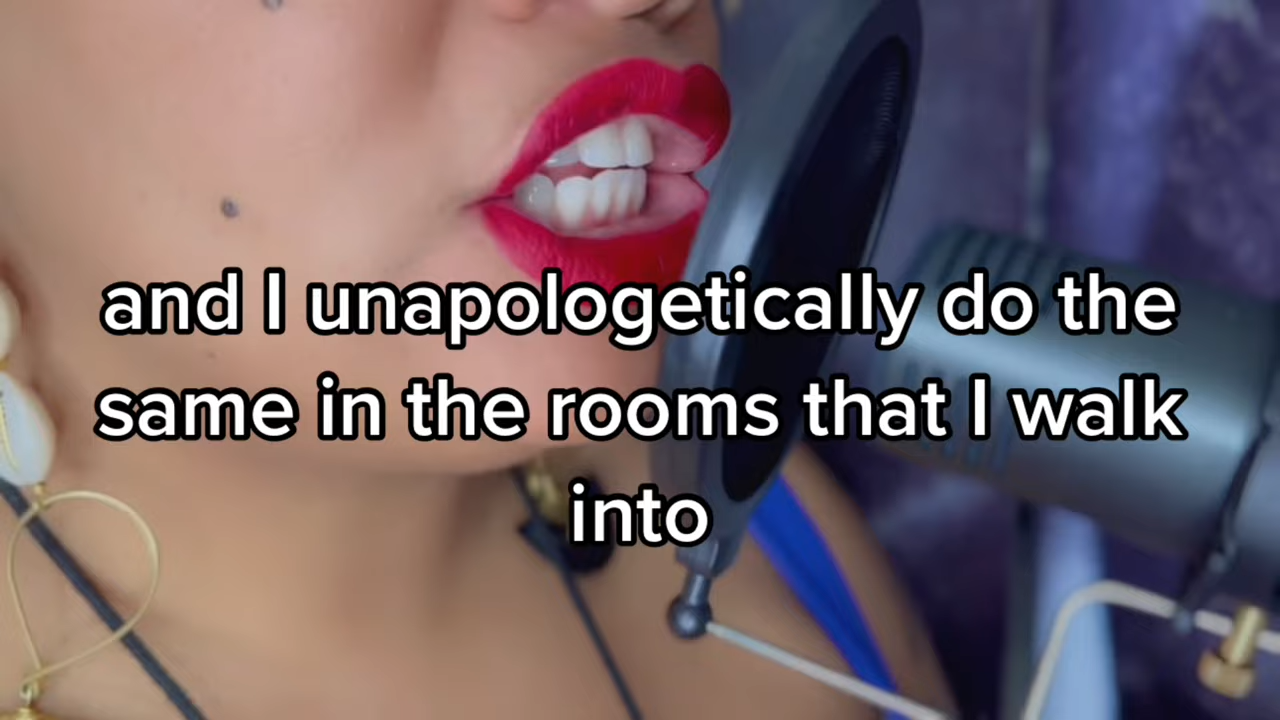 and I unapologetically do the
same in the rooms that I walk
into